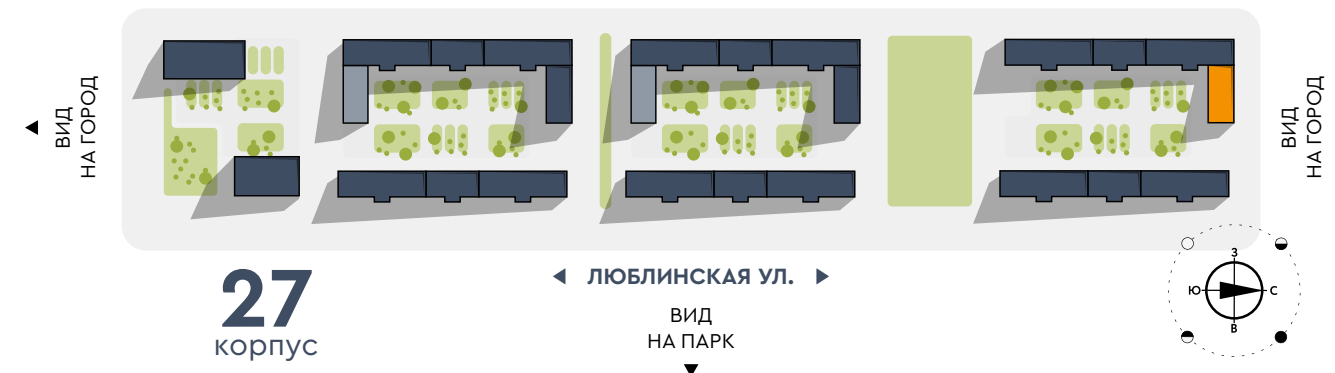 ВИД
НА ГОРОД
ВИД
НА ГОРОД
27
корпус
ЛЮБЛИНСКАЯ УЛ.
ВИД
НА ПАРК
З
Ю
С
В